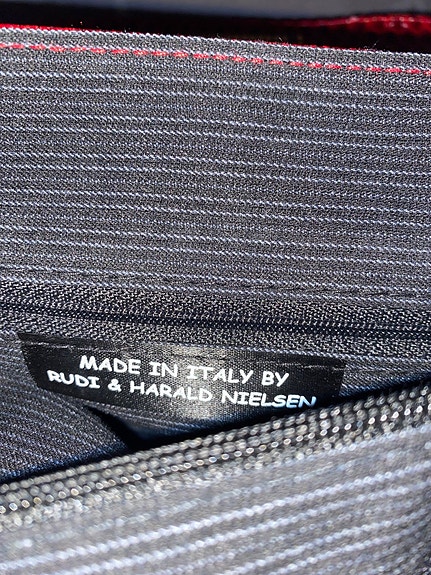 MADE IN ITALY BY
RUDI & HARALD NIELSEN